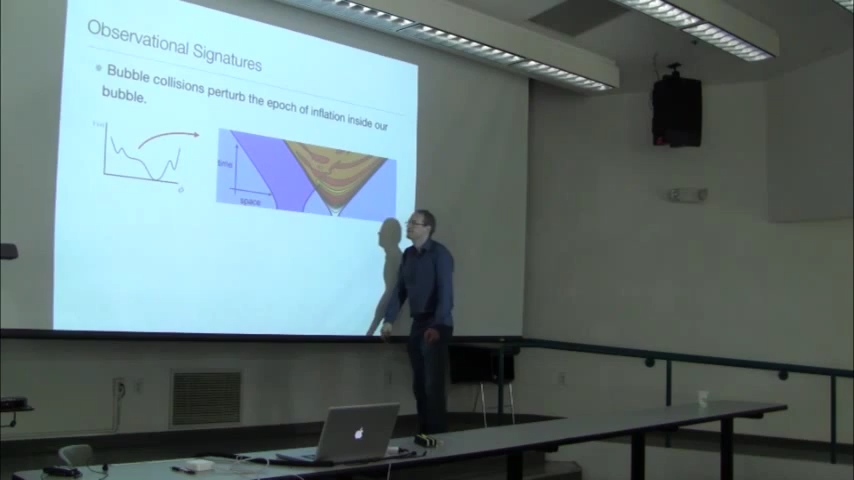 Observational Signatures
Bubble collisions perturb the epoch of inflation inside our
bubble.
time
space